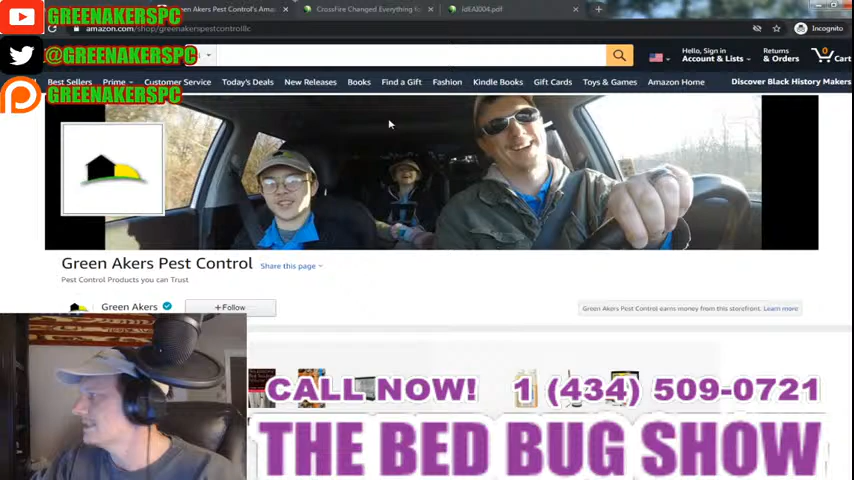 Green Akers Pest Control's Ama
CrossFire Changed Everything fo
IdEAI004.pdf
GREENAKERSPC
amazon.com/shop/greenakerspestcontrolllc
Incognito
@GREENAKERSPC
Hello, Sign in
Account & Lists
Returns
& Orders
0
Cart
GREENAKERSPC
Best Sellers Prime Customer Service Today's Deals New Releases Books Find a Gift Fashion Kindle Books Gift Cards Toys & Games Amazon Home Discover Black History Makers
Green Akers Pest Control
Share this page
Pest Control Products you can Trust
Green Akers
+Follow
Green Akers Pest Control earns money from this storefront. Learn more
CALL NOW! 1 (434) 509-0721
THE BED BUG SHOW